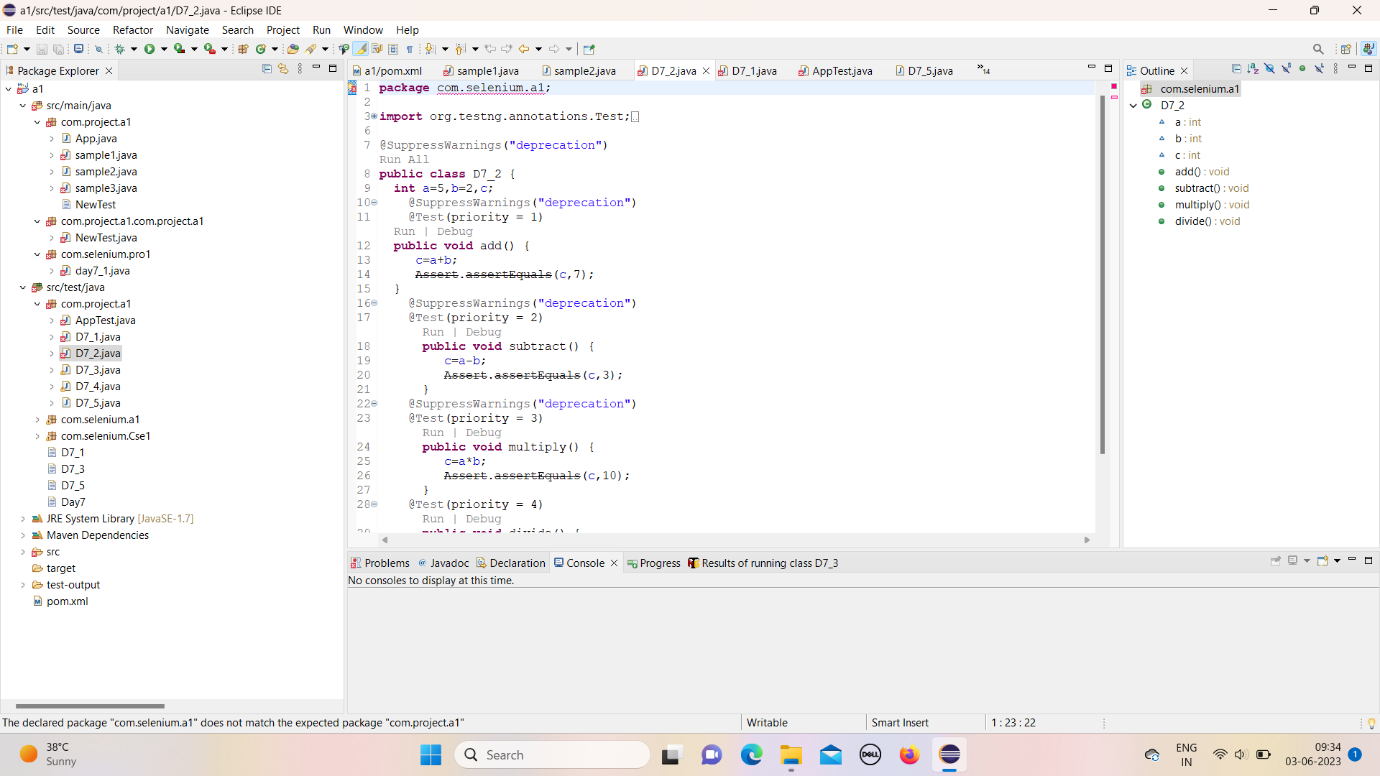 a1/src/test/java/com/project/a1/D7_2.java - Eclipse IDE
File Edit Source Refactor Navigate Search Project Run Window Help
Package Explorer
a1
src/main/java
com.project.a1
App.java
sample1.java
sample2.java
sample3.java
NewTest
com.project.a1.com.project.a1
NewTest.java
com.selenium.pro1
day7_1.java
src/test/java
com.project.a1
AppTest.java
D7_1.java
D7_2.java
D7_3.java
D7_4.java
D7_5.java
com.selenium.a1
com.selenium.Cse1
D7_1
D7_3
D7_5
Day7
JRE System Library [JavaSE-1.7]
Maven Dependencies
src
target
test-output
pom.xml
a1/pom.xml sample1.java sample2.java D7_2.java D7_1.java AppTest.java D7_5.java »14
1 package com.selenium.a1;
2
3 import org.testng.annotations.Test;
6
7 @SuppressWarnings("deprecation")
Run All
8 public class D7_2 {
9 int a=5,b=2,c;
10 @SuppressWarnings("deprecation")
11 @Test(priority = 1)
Run | Debug
12 public void add() {
13 c=a+b;
14 Assert.assertEquals(c,7);
15 }
16 @SuppressWarnings("deprecation")
17 @Test(priority = 2)
Run | Debug
18 public void subtract() {
19 c=a-b;
20 Assert.assertEquals(c,3);
21 }
22 @SuppressWarnings("deprecation")
23 @Test(priority = 3)
Run | Debug
24 public void multiply() {
25 c=a*b;
26 Assert.assertEquals(c,10);
27 }
28 @Test(priority = 4)
Run | Debug
29 public void divide() {
Outline
com.selenium.a1
D7_2
a : int
b : int
c : int
add() : void
subtract() : void
multiply() : void
divide() : void
Problems @ Javadoc Declaration Console Progress Results of running class D7_3
No consoles to display at this time.
The declared package "com.selenium.a1" does not match the expected package "com.project.a1" Writable Smart Insert 1 : 23 : 22
38°C
Sunny
Search
DELL
ENG
IN
09:34
03-06-2023
1